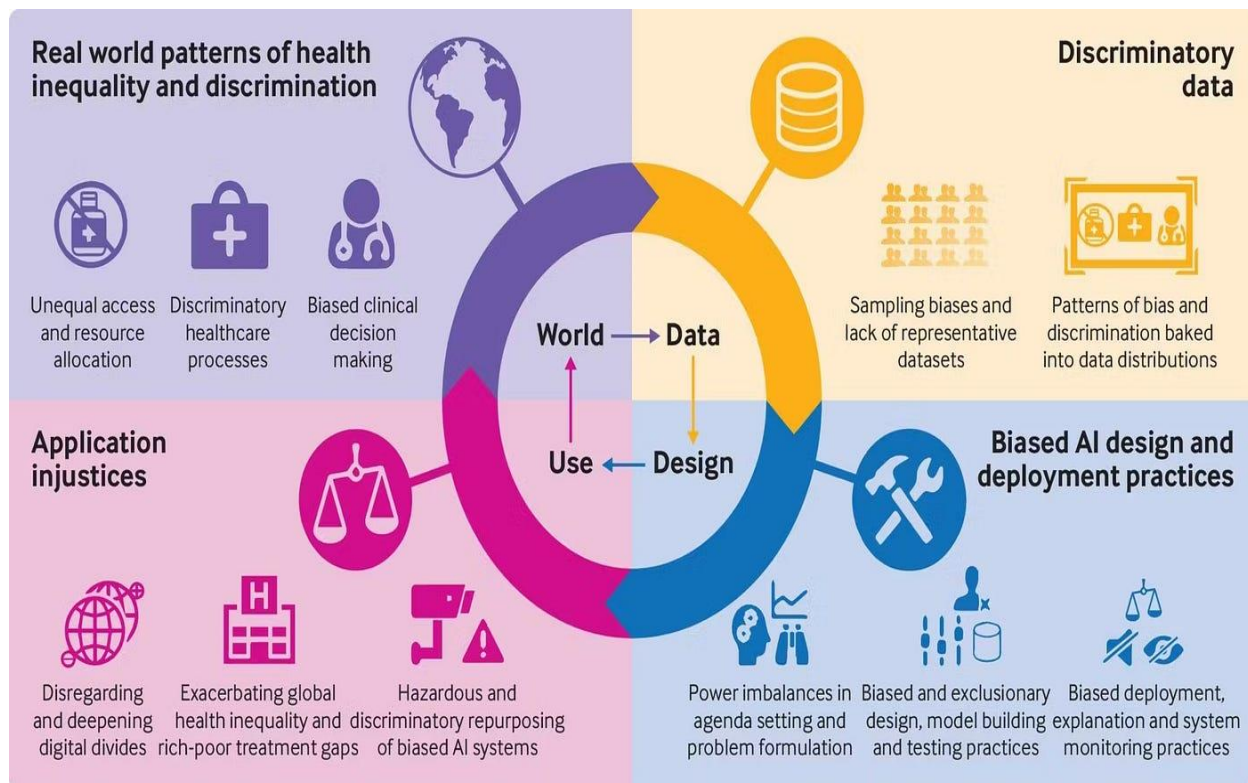 Real world patterns of health
inequality and discrimination
Unequal access
and resource
allocation
Discriminatory
healthcare
processes
Biased clinical
decision
making
Discriminatory
data
Sampling biases and
lack of representative
datasets
Patterns of bias and
discrimination baked
into data distributions
World
Data
Use
Design
Application
injustices
H
Disregarding
and deepening
digital divides
Exacerbating global
health inequality and
rich-poor treatment gaps
Hazardous and
discriminatory repurposing
of biased AI systems
Biased AI design and
deployment practices
Power imbalances in
agenda setting and
problem formulation
Biased and exclusionary
design, model building
and testing practices
Biased deployment,
explanation and system
monitoring practices